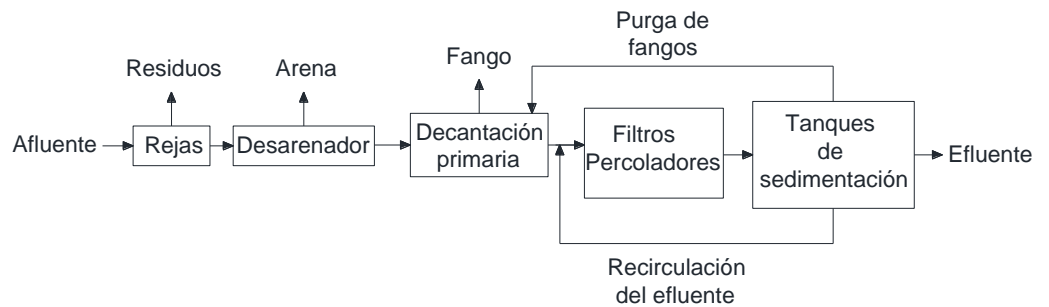 Purga de
fangos
Fango
Residuos
Arena
Afluente
Rejas
Desarenador
Decantación
primaria
Filtros
Percoladores
Tanques
de
sedimentación
Efluente
Recirculación
del efluente